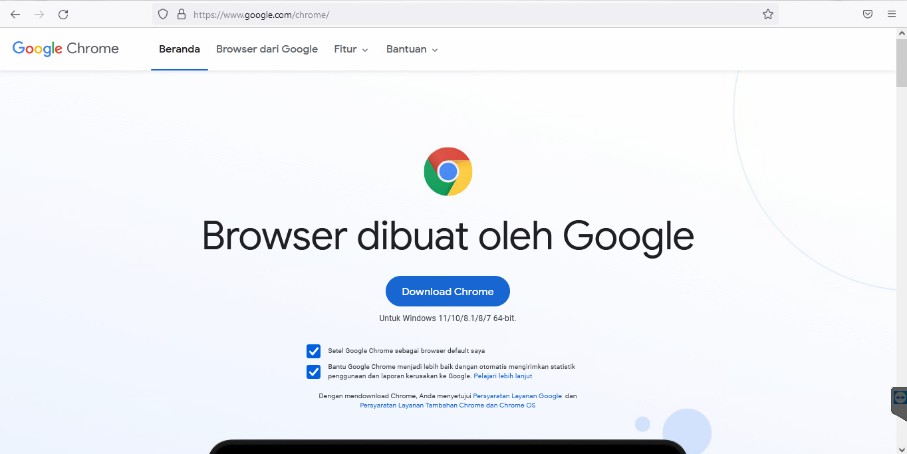 https://www.google.com/chrome/
Google Chrome
Beranda
Browser dari Google
Fitur
Bantuan
Browser dibuat oleh Google
Download Chrome
Untuk Windows 11/10/8.1/8/7 64-bit.
Setel Google Chrome sebagai browser default saya
Bantu Google Chrome menjadi lebih baik dengan otomatis mengirimkan statistik
penggunaan dan laporan kerusakan ke Google. Pelajari lebih lanjut
Dengan mendownload Chrome, Anda menyetujui Persyaratan Layanan Google dan
Persyaratan Layanan Tambahan Chrome dan Chrome OS